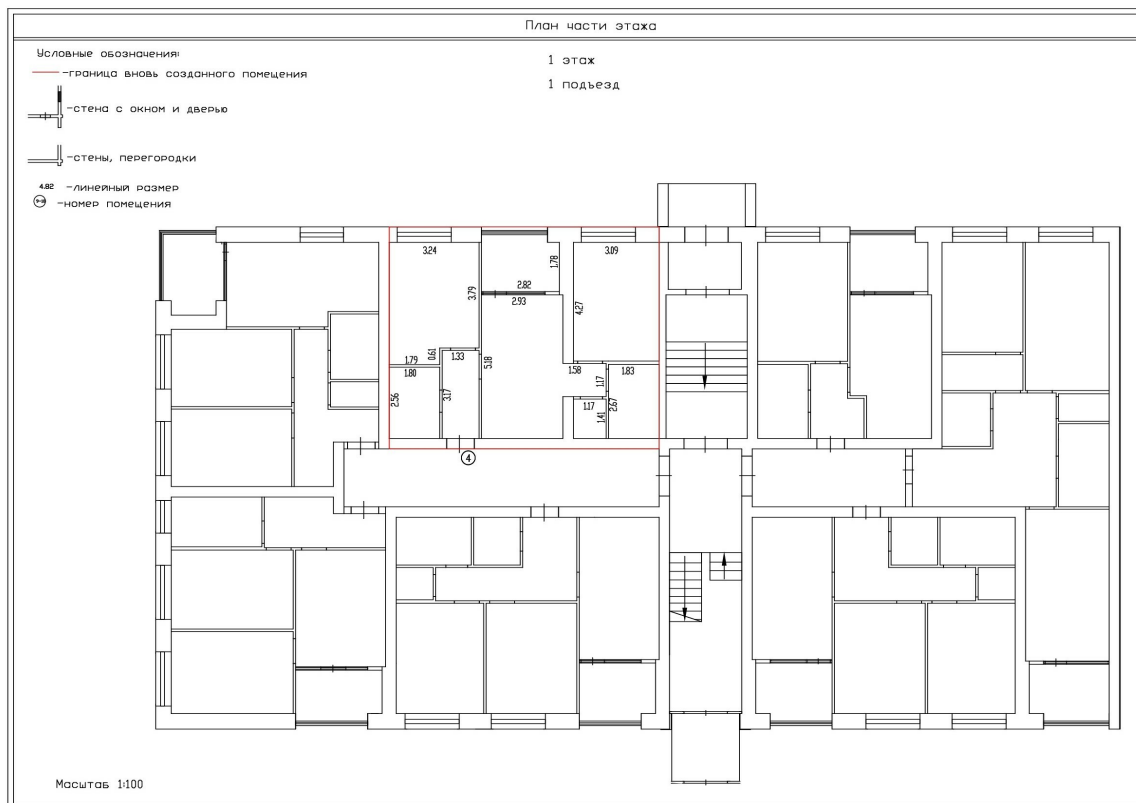 План части этажа
Условные обозначения:
-граница вновь созданного помещения
-стена с окном и дверью
-стены, перегородки
4.82 -линейный размер
-номер помещения
1 этаж
1 подъезд
3.24
3.09
1.78
2.82
3.79
2.93
4.27
0.61
1.33
1.79
5.18
1.80
1.58
1.83
1.17
2.56
3.17
1.17
1.41
2.67
4
Масштаб 1:100